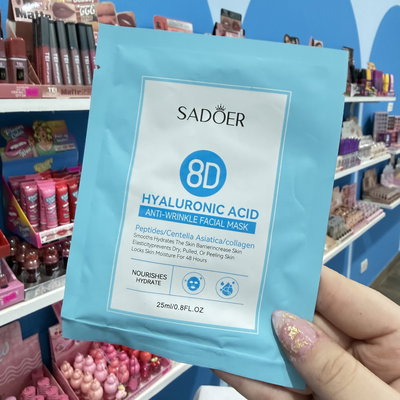 SADOER
8D
HYALURONIC ACID
ANTI-WRINKLE FACIAL MASK
Peptides/Centella Asiatica/collagen
Smooths Hydrates The Skin Barrierincrease Skin
Elasticityprevents Dry, Pulled, Or Peeling Skin
Locks Skin Moisture For 48 Hours
NOURISHES
HYDRATE
25ml/0.8FL.OZ